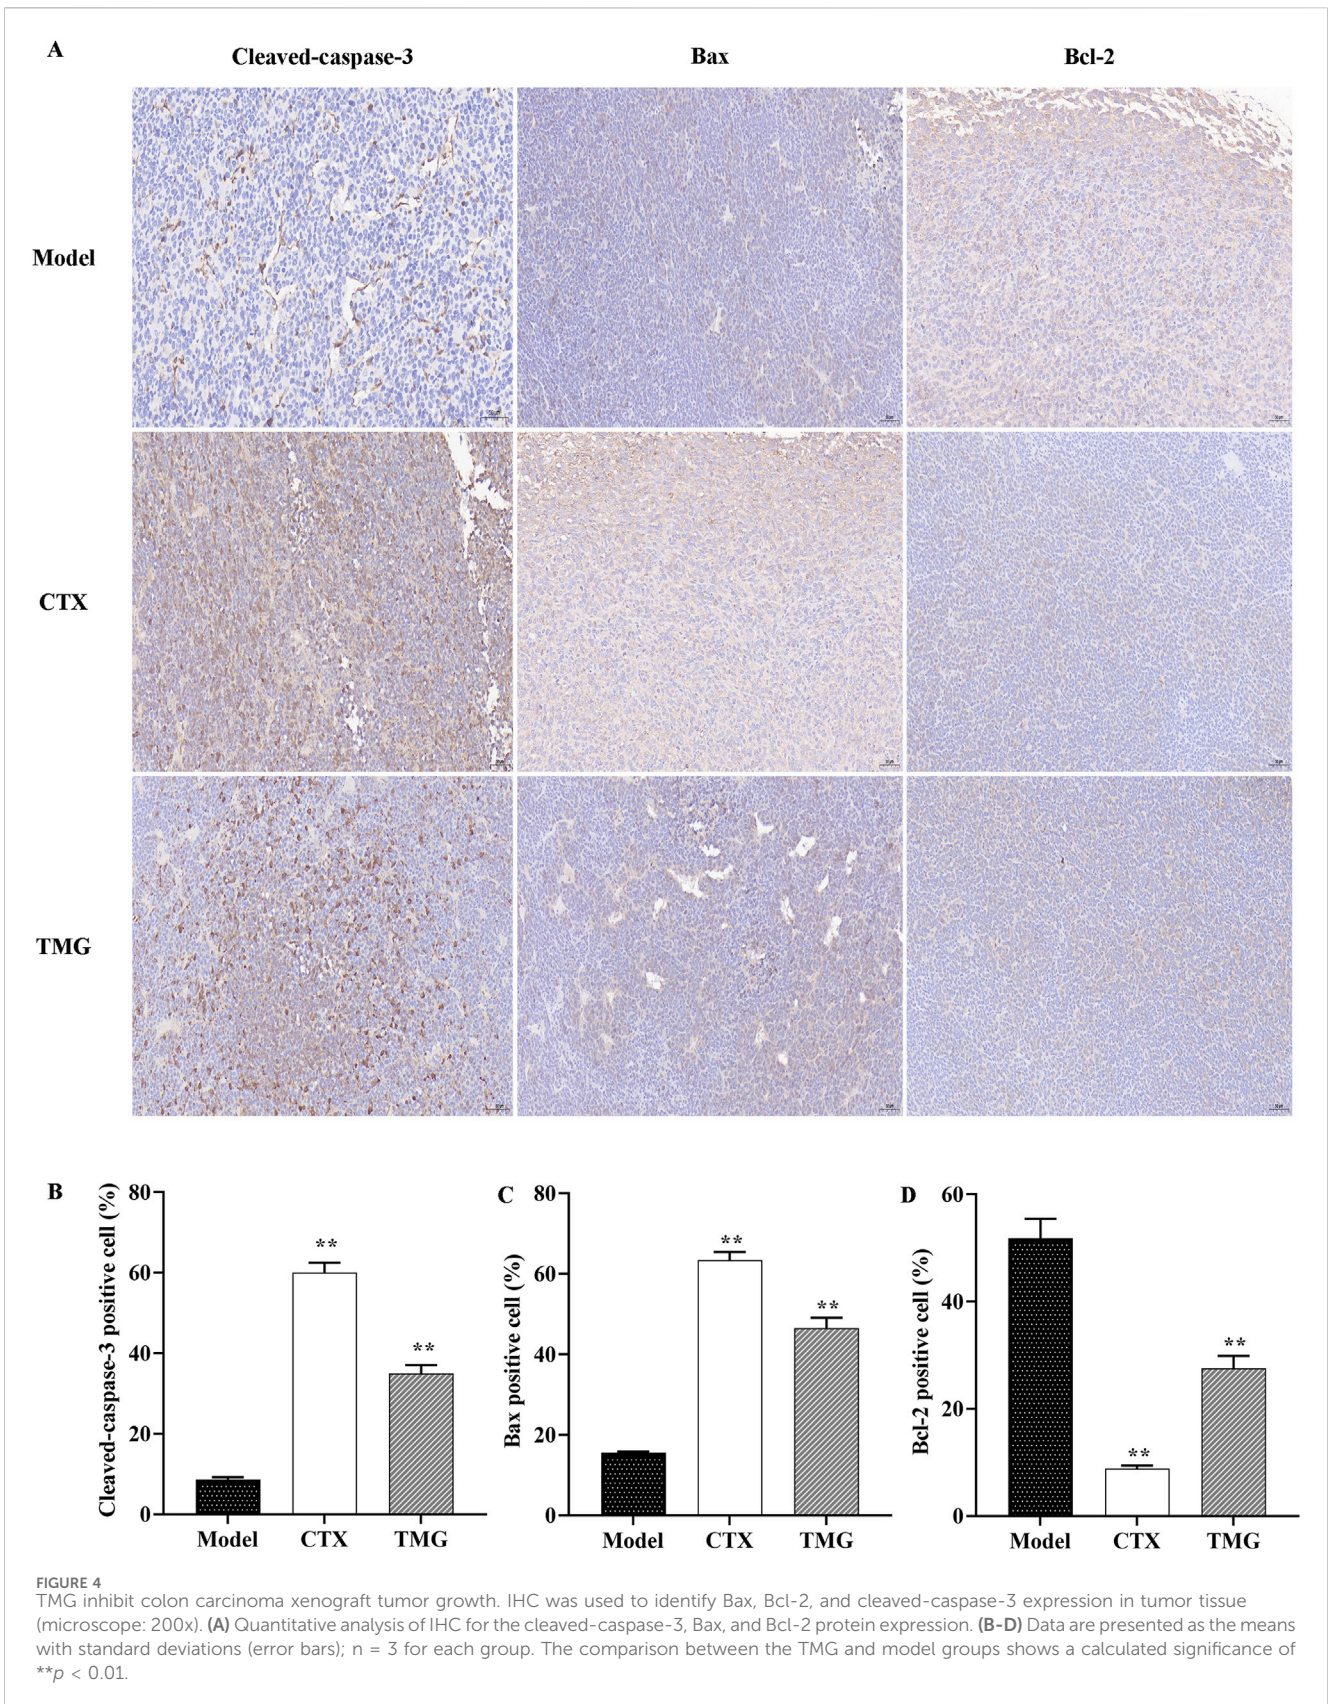 A
Cleaved-caspase-3
Bax
Bcl-2
Model
CTX
TMG
B
Cleaved-caspase-3 positive cell (%)
80
60
40
20
0
**
**
Model
CTX
TMG
C
Bax positive cell (%)
80
60
40
20
0
**
**
Model
CTX
TMG
D
Bcl-2 positive cell (%)
60
40
20
0
**
**
Model
CTX
TMG
FIGURE 4
TMG inhibit colon carcinoma xenograft tumor growth. IHC was used to identify Bax, Bcl-2, and cleaved-caspase-3 expression in tumor tissue
(microscope: 200x). (A) Quantitative analysis of IHC for the cleaved-caspase-3, Bax, and Bcl-2 protein expression. (B-D) Data are presented as the means
with standard deviations (error bars); n = 3 for each group. The comparison between the TMG and model groups shows a calculated significance of
**p < 0.01.